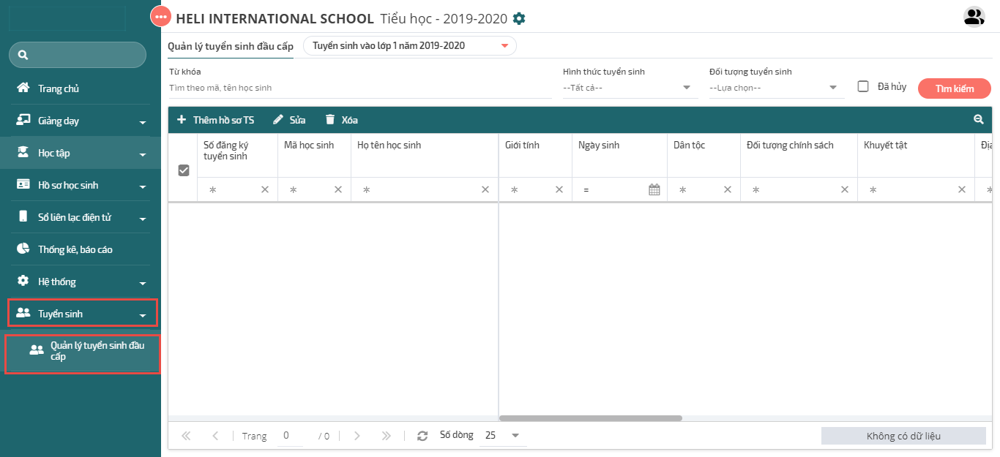 HELI INTERNATIONAL SCHOOL Tiểu học - 2019-2020
Trang chủ
Giảng dạy
Học tập
Hồ sơ học sinh
Sổ liên lạc điện tử
Thống kê, báo cáo
Hệ thống
Tuyển sinh
Quản lý tuyển sinh đầu
cấp
Quản lý tuyển sinh đầu cấp
Tuyển sinh vào lớp 1 năm 2019-2020
Từ khóa
Hình thức tuyển sinh
Đối tượng tuyển sinh
Tìm theo mã, tên học sinh
--Tất cả--
--Lựa chọn--
Đã hủy
Tìm kiếm
Thêm hồ sơ TS
Sửa
Xóa
Số đăng ký
tuyển sinh
Mã học sinh
Họ tên học sinh
Giới tính
Ngày sinh
Dân tộc
Đối tượng chính sách
Khuyết tật
Địa
=
Trang 0 / 0
Số dòng 25
Không có dữ liệu